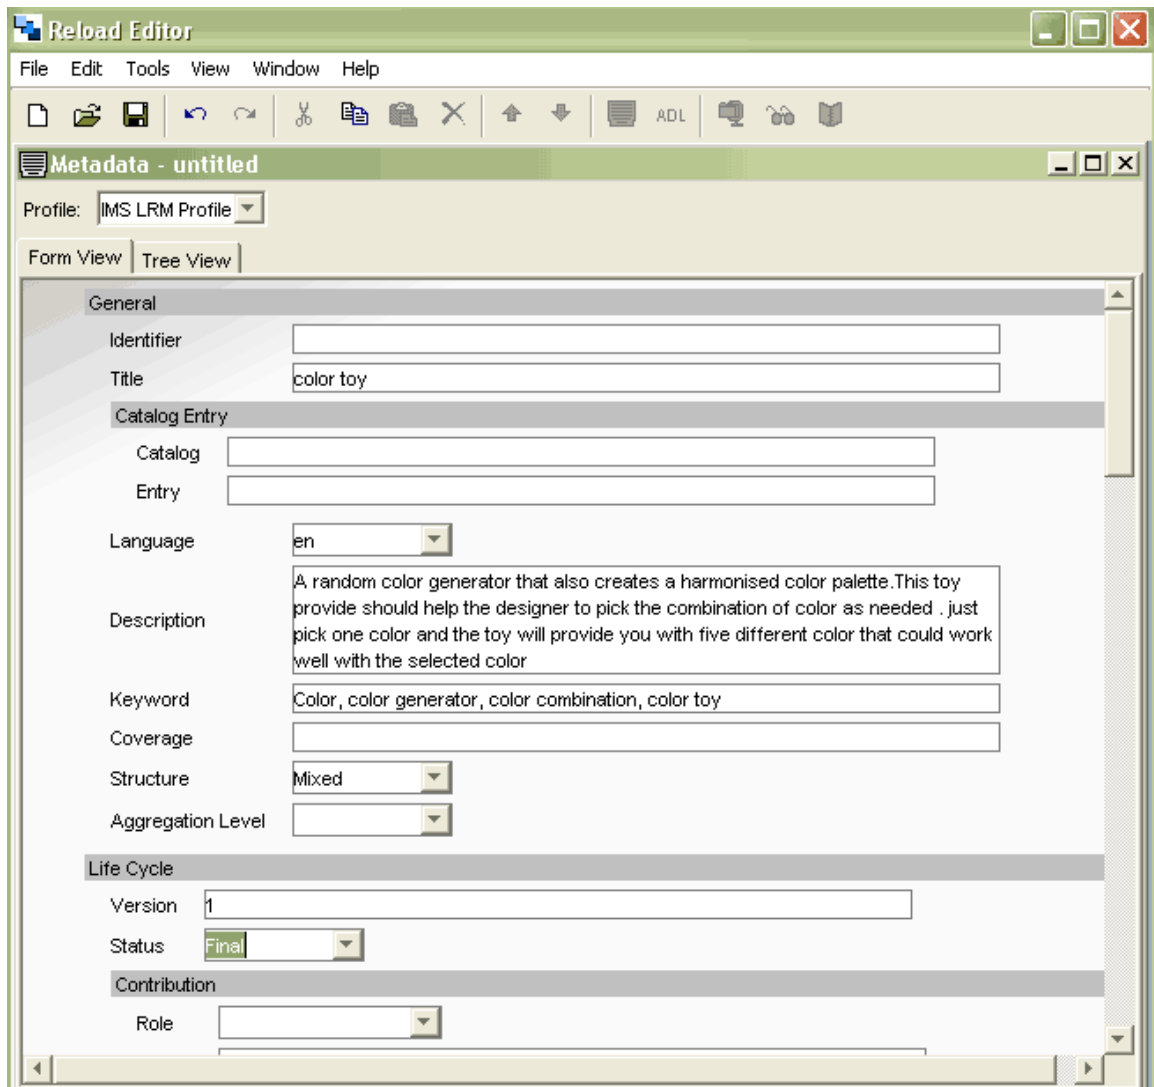 Reload Editor
File Edit Tools View Window Help
ADL
Metadata - untitled
Profile: IMS LRM Profile
Form View Tree View
General
Identifier
Title color toy
Catalog Entry
Catalog
Entry
Language en
Description
A random color generator that also creates a harmonised color palette.This toy
provide should help the designer to pick the combination of color as needed . just
pick one color and the toy will provide you with five different color that could work
well with the selected color
Keyword Color, color generator, color combination, color toy
Coverage
Structure Mixed
Aggregation Level
Life Cycle
Version 1
Status Final
Contribution
Role